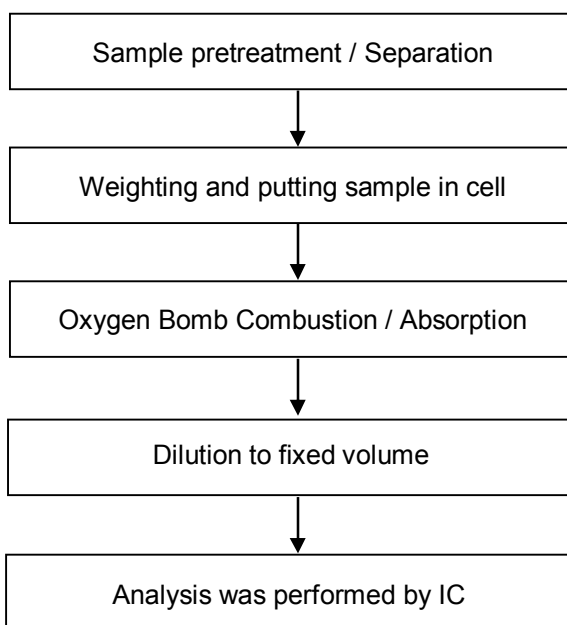 Sample pretreatment / Separation
Weighting and putting sample in cell
Oxygen Bomb Combustion / Absorption
Dilution to fixed volume
Analysis was performed by IC